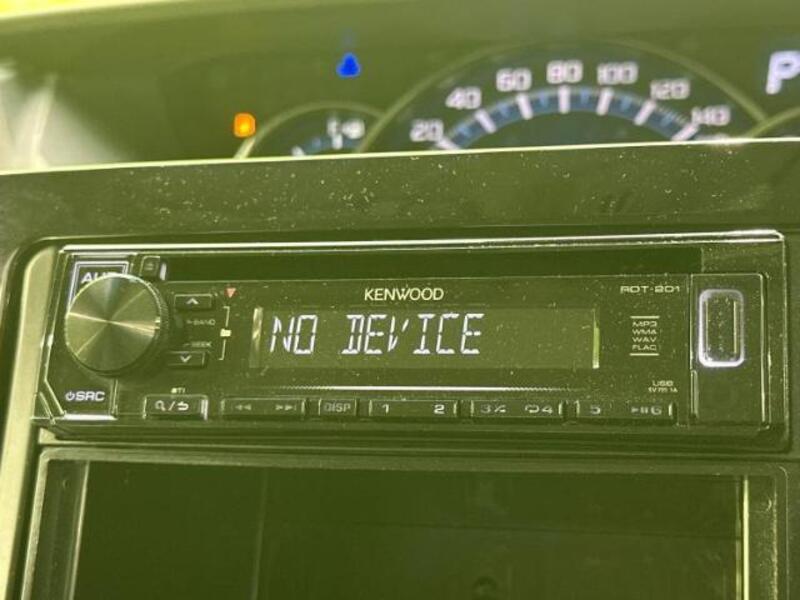 P
20 40 60 80 100 120 140
AUX
KENWOOD
RDT-201
NO DEVICE
MP3
WMA
WAV
FLAC
SRC
USB
DISP
1 2 3 4 5 6